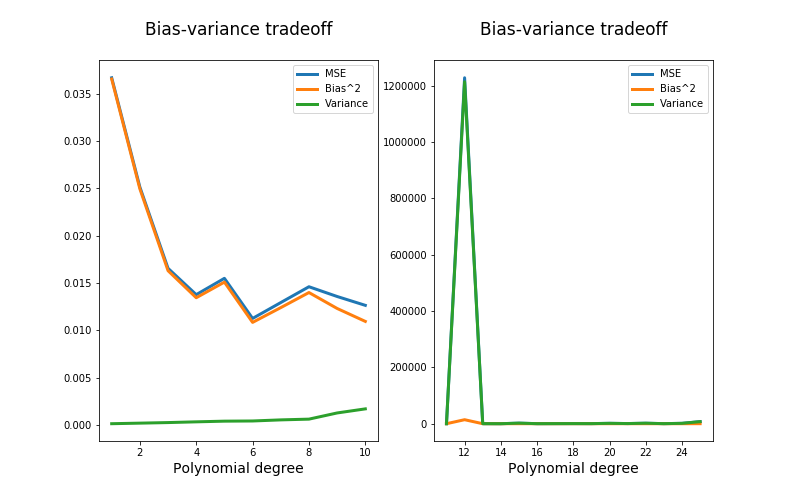 Bias-variance tradeoff
MSE
Bias^2
Variance
0.035
0.030
0.025
0.020
0.015
0.010
0.005
0.000
2 4 6 8 10
Polynomial degree
Bias-variance tradeoff
MSE
Bias^2
Variance
1200000
1000000
800000
600000
400000
200000
0
12 14 16 18 20 22 24
Polynomial degree